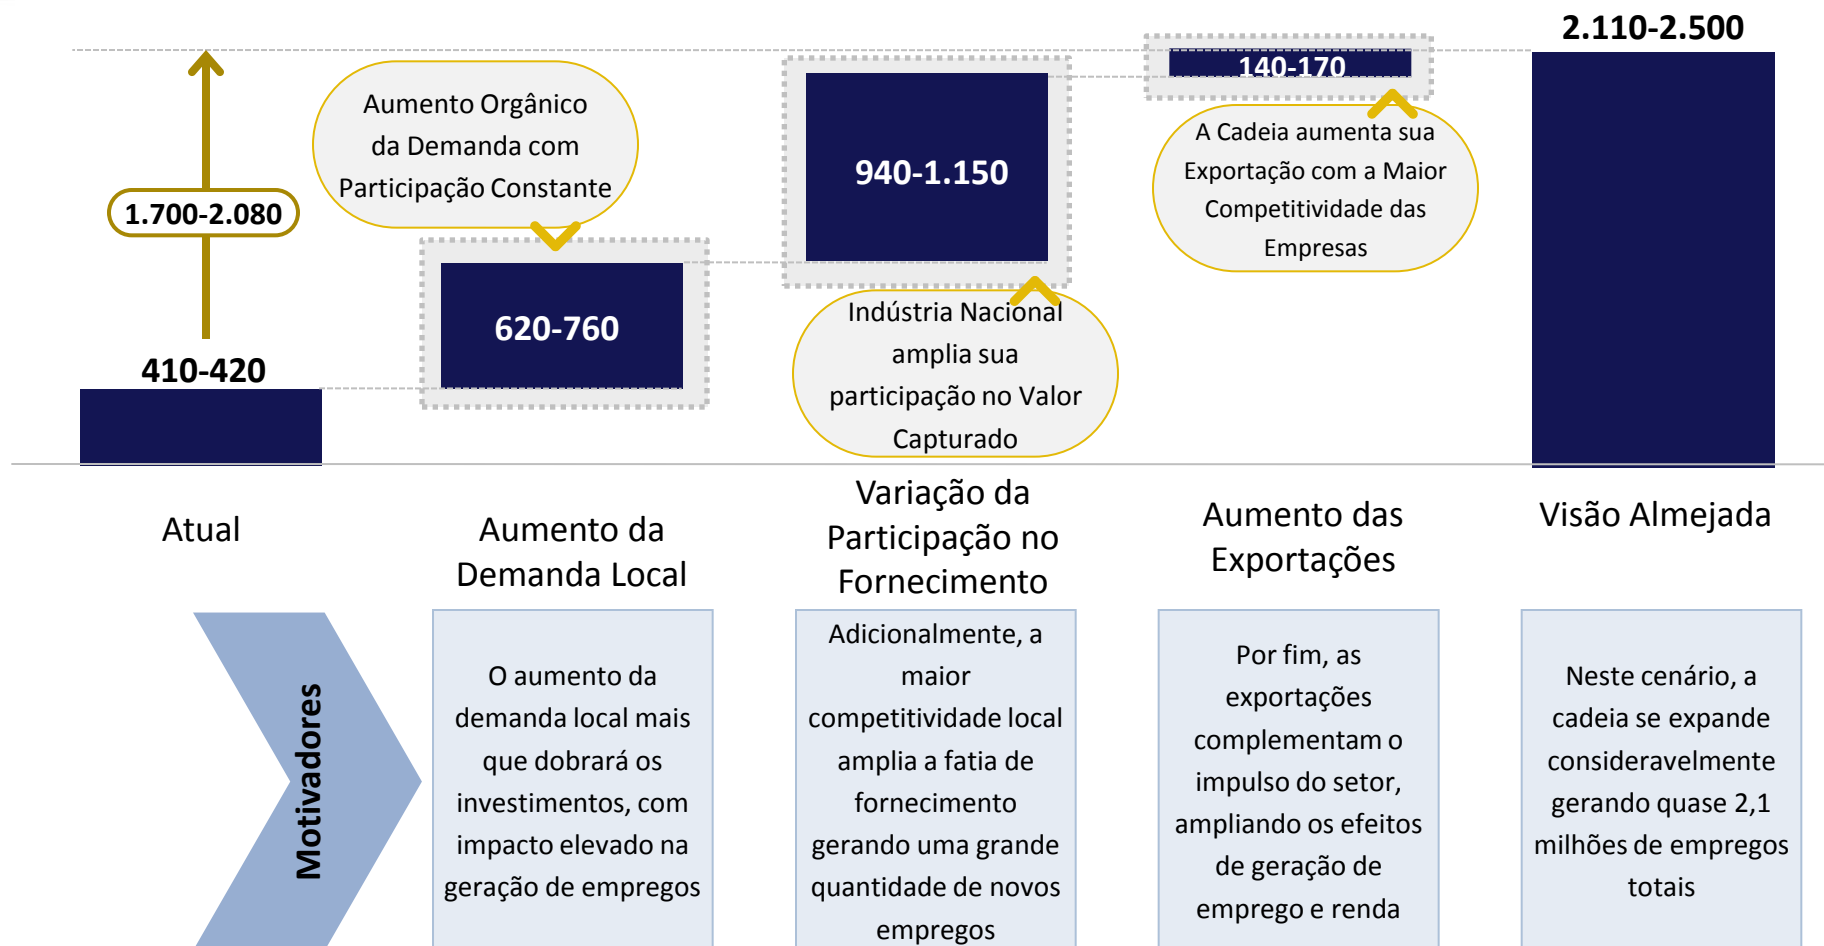 2.110-2.500
140-170
Aumento Orgânico
da Demanda com
Participação Constante
A Cadeia aumenta sua
Exportação com a Maior
Competitividade das
Empresas
940-1.150
1.700-2.080
620-760
Indústria Nacional
amplia sua
participação no Valor
Capturado
410-420
Atual
Aumento da
Demanda Local
Variação da
Participação no
Fornecimento
Aumento das
Exportações
Visão Almejada
Motivadores
O aumento da
demanda local mais
que dobrará os
investimentos, com
impacto elevado na
geração de empregos
Adicionalmente, a
maior
competitividade local
amplia a fatia de
fornecimento
gerando uma grande
quantidade de novos
empregos
Por fim, as
exportações
complementam o
impulso do setor,
ampliando os efeitos
de geração de
emprego e renda
Neste cenário, a
cadeia se expande
consideravelmente
gerando quase 2,1
milhões de empregos
totais